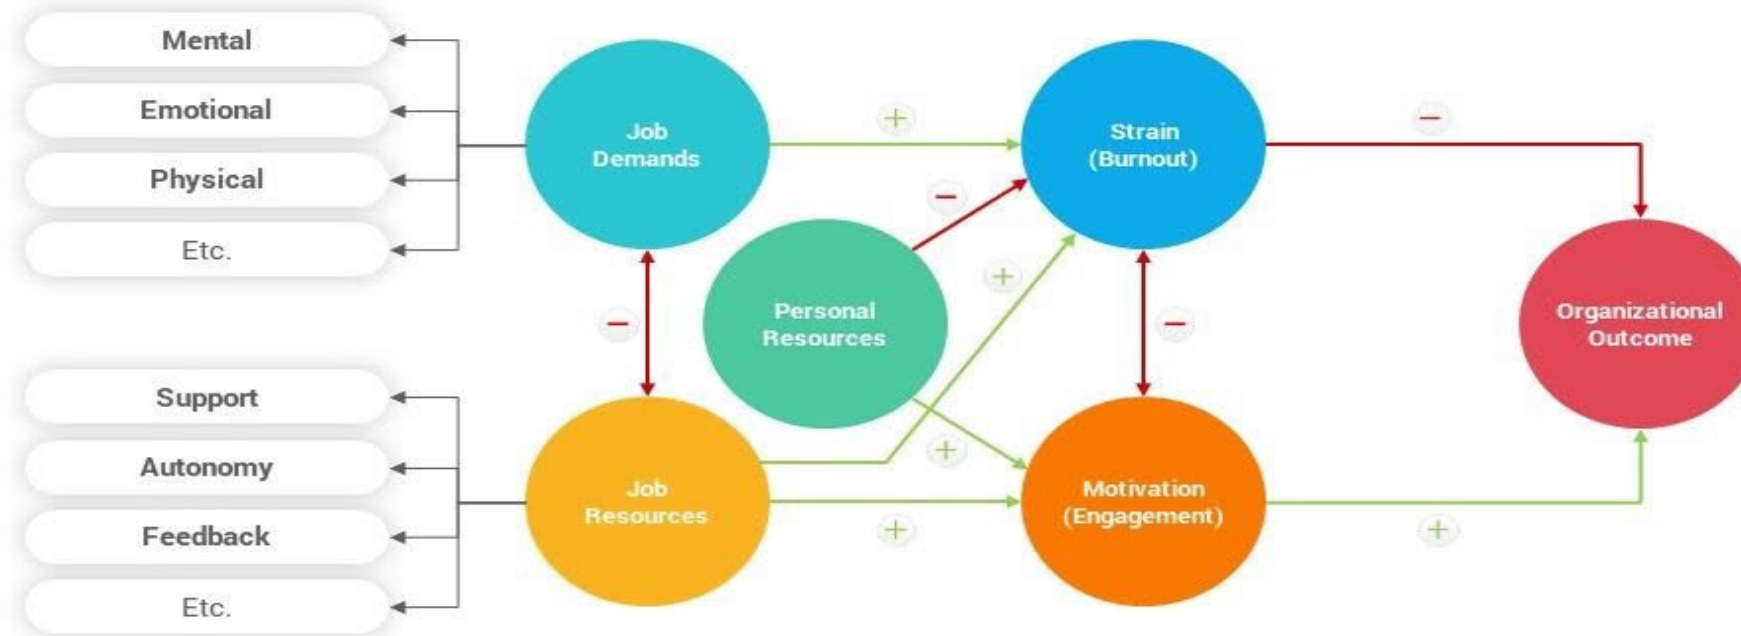 Mental
Emotional
Physical
Etc.
Support
Autonomy
Feedback
Etc.
Job
Demands
Personal
Resources
Job
Resources
Strain
(Burnout)
Motivation
(Engagement)
Organizational
Outcome
+
−
+
−
−
+
+
−
+